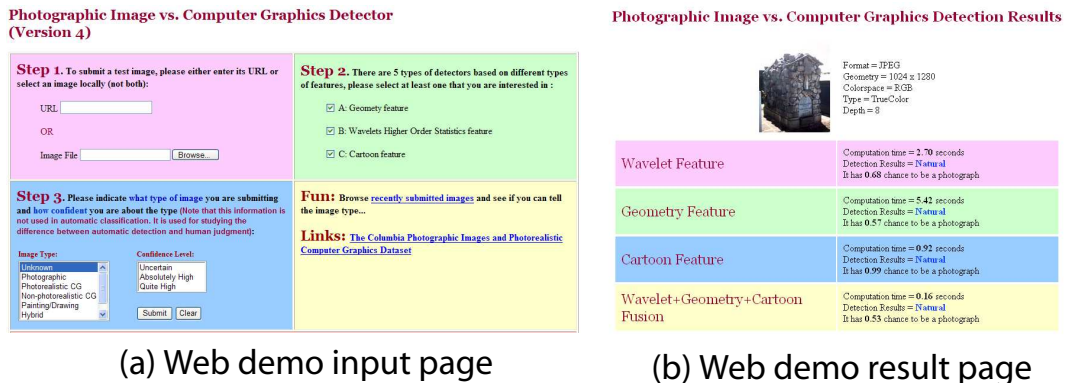 Photographic Image vs. Computer Graphics Detector
(Version 4)
Step 1. To submit a test image, please either enter its URL or
select an image locally (not both):
URL
OR
Image File Browse...
Step 2. There are 5 types of detectors based on different types
of features, please select at least one that you are interested in :
A: Geomety feature
B: Wavelets Higher Order Statistics feature
C: Cartoon feature
Step 3. Please indicate what type of image you are submitting
and how confident you are about the type (Note that this information is
not used in automatic classification. It is used for studying the
difference between automatic detection and human judgment):
Image Type:
Unknown
Photographic
Photorealistic CG
Non-photorealistic CG
Painting/Drawing
Hybrid
Confidence Level:
Uncertain
Absolutely High
Quite High
Submit Clear
Fun: Browse recently submitted images and see if you can tell
the image type...
Links: The Columbia Photographic Images and Photorealistic
Computer Graphics Dataset
(a) Web demo input page
Photographic Image vs. Computer Graphics Detection Results
Format = JPEG
Geometry = 1024 x 1280
Colorspace = RGB
Type = TrueColor
Depth = 8
Wavelet Feature
Computation time = 2.70 seconds
Detection Results = Natural
It has 0.68 chance to be a photograph
Geometry Feature
Computation time = 5.42 seconds
Detection Results = Natural
It has 0.57 chance to be a photograph
Cartoon Feature
Computation time = 0.92 seconds
Detection Results = Natural
It has 0.99 chance to be a photograph
Wavelet+Geometry+Cartoon
Fusion
Computation time = 0.16 seconds
Detection Results = Natural
It has 0.53 chance to be a photograph
(b) Web demo result page